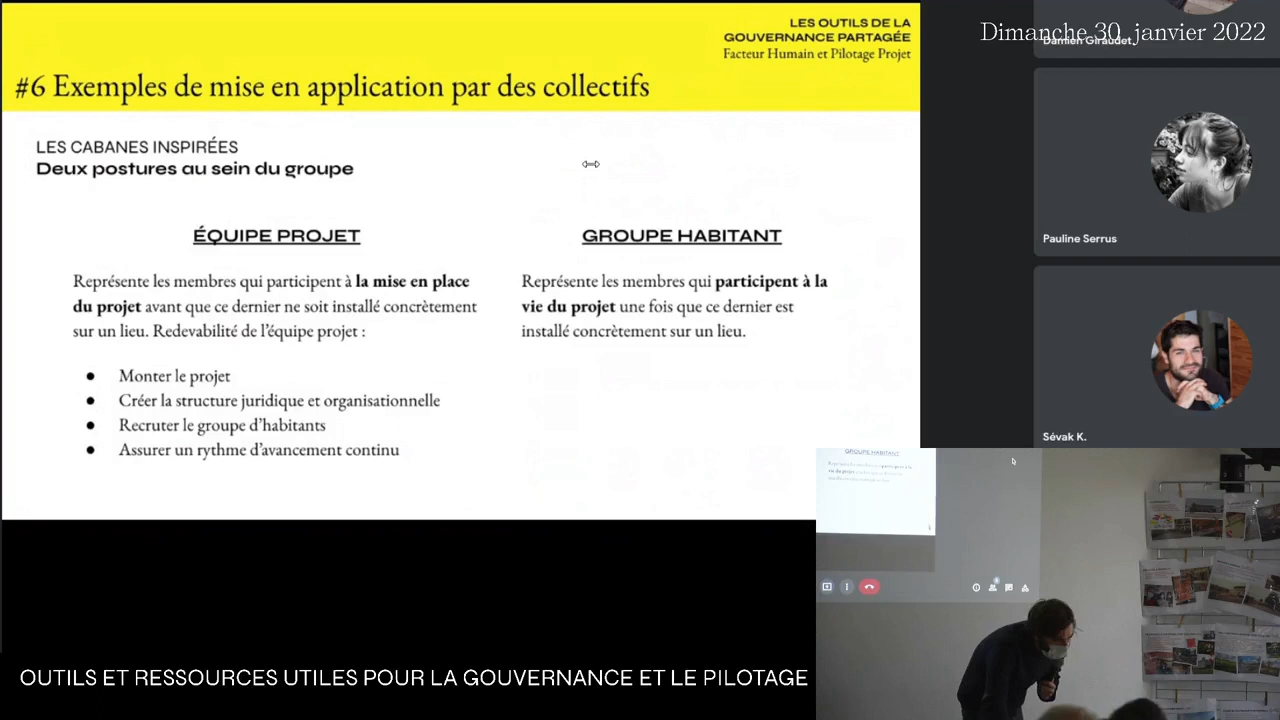 LES OUTILS DE LA
GOUVERNANCE PARTAGÉE
Facteur Humain et Pilotage Projet
#6 Exemples de mise en application par des collectifs
LES CABANES INSPIRÉES
Deux postures au sein du groupe
ÉQUIPE PROJET
Représente les membres qui participent à la mise en place
du projet avant que ce dernier ne soit installé concrètement
sur un lieu. Redevabilité de l'équipe projet :
● Monter le projet
● Créer la structure juridique et organisationnelle
● Recruter le groupe d'habitants
● Assurer un rythme d'avancement continu
GROUPE HABITANT
Représente les membres qui participent à la
vie du projet une fois que ce dernier est
installé concrètement sur un lieu.
Dimanche 30 janvier 2022
Damien Giraudet
Pauline Serrus
Sévak K.
GROUPE HABITANT
OUTILS ET RESSOURCES UTILES POUR LA GOUVERNANCE ET LE PILOTAGE